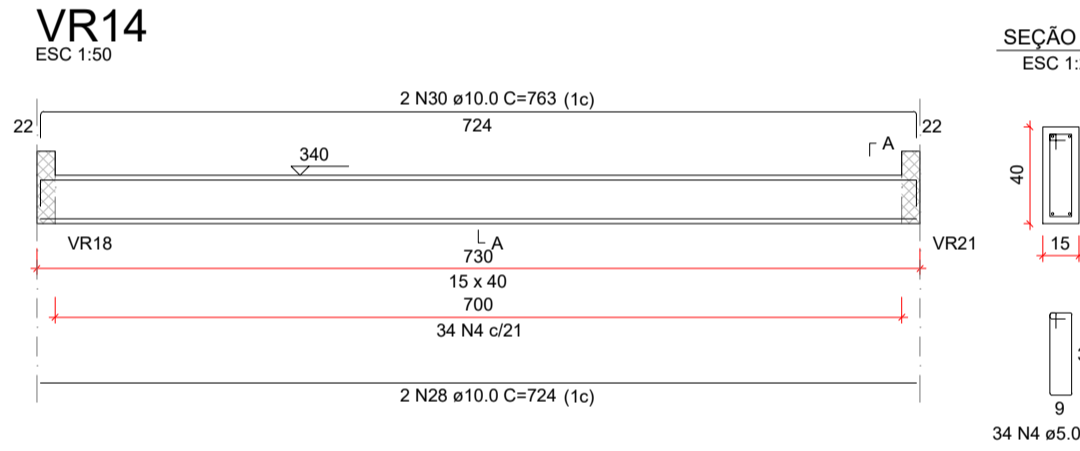 VR14
ESC 1:50
SEÇÃO
ESC 1:
2 N30 ø10.0 C=763 (1c)
22
724
22
340
A
40
VR18
A
VR21
15
730
15 x 40
700
34 N4 c/21
2 N28 ø10.0 C=724 (1c)
9
34 N4 ø5.0